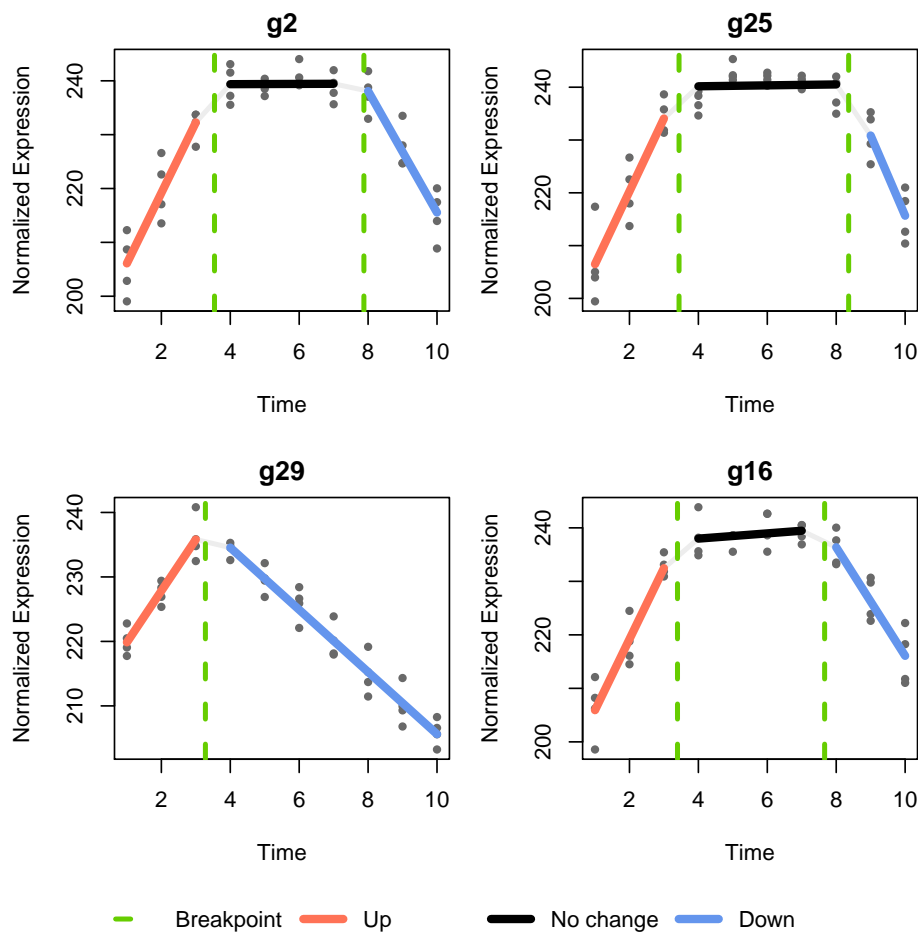 g2
g25
Normalized Expression
240
220
200
2 4 6 8 10
Time
Normalized Expression
240
220
200
2 4 6 8 10
Time
g29
g16
Normalized Expression
240
230
220
210
2 4 6 8 10
Time
Normalized Expression
240
220
200
2 4 6 8 10
Time
Breakpoint Up No change Down